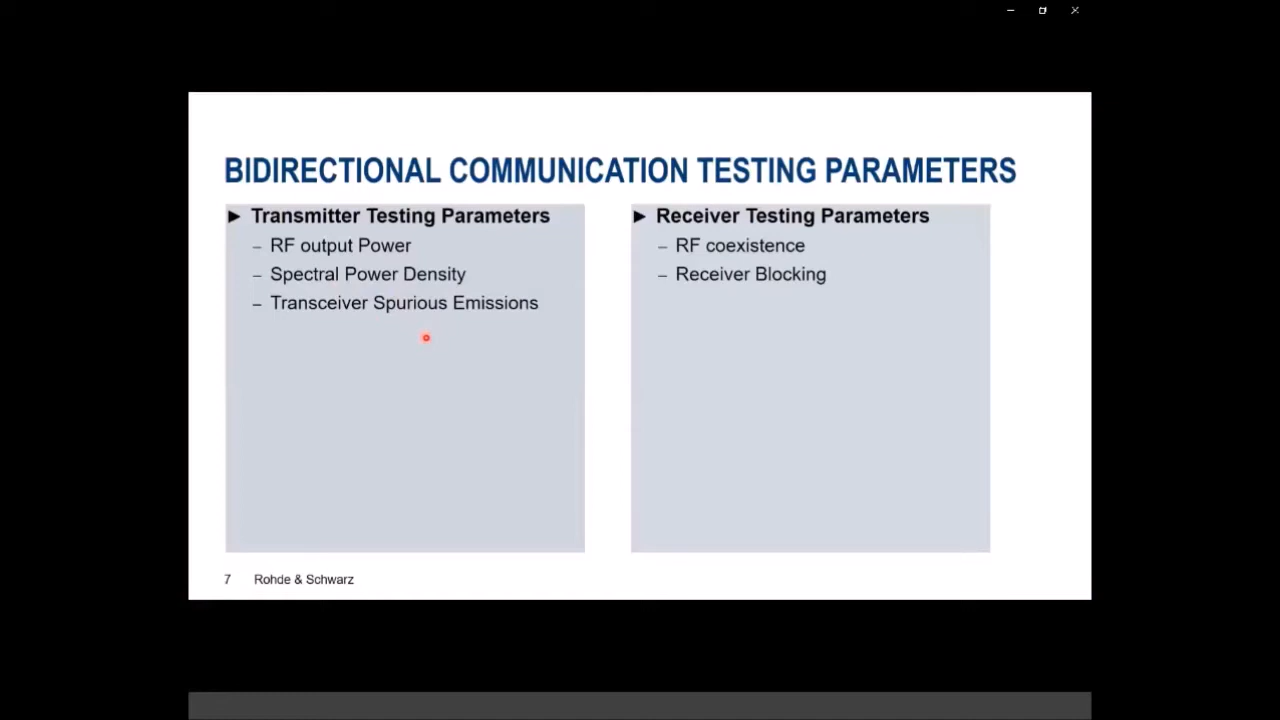 BIDIRECTIONAL COMMUNICATION TESTING PARAMETERS
► Transmitter Testing Parameters
– RF output Power
– Spectral Power Density
– Transceiver Spurious Emissions
► Receiver Testing Parameters
– RF coexistence
– Receiver Blocking
7 Rohde & Schwarz